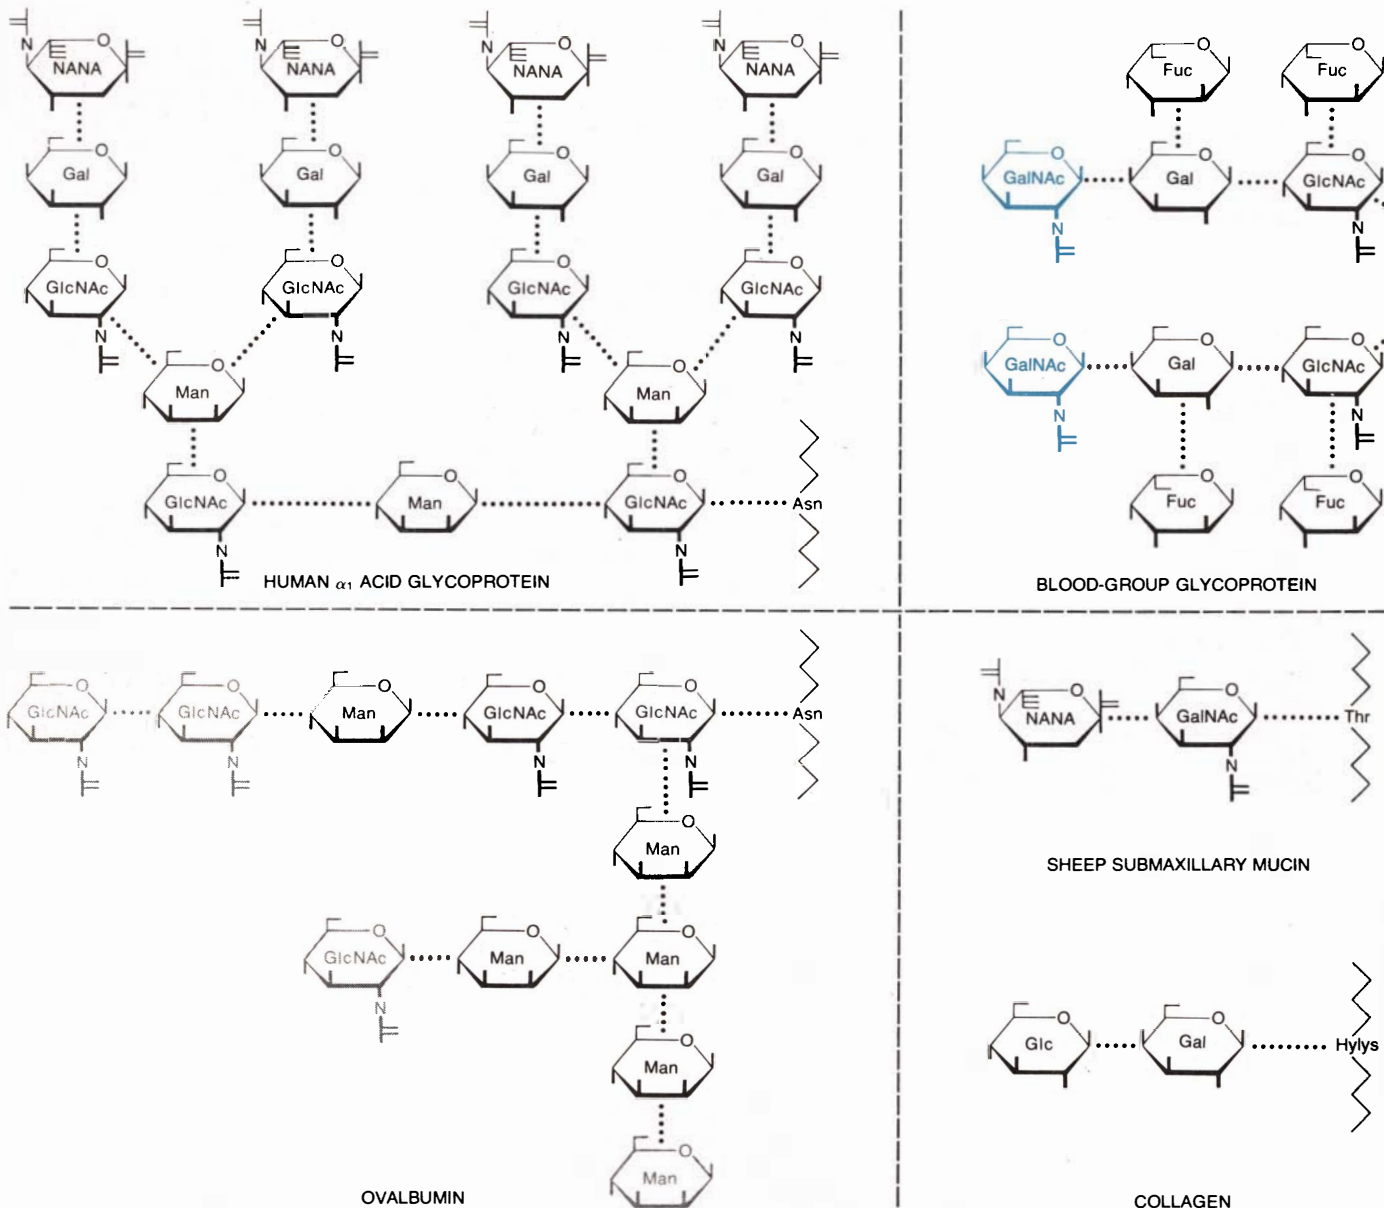 NANA NANA NANA NANA
Gal Gal Gal Gal
GlcNAc GlcNAc GlcNAc GlcNAc
N N N N
Man Man
GlcNAc Man GlcNAc Asn
N N
HUMAN α1 ACID GLYCOPROTEIN
Fuc Fuc
GalNAc Gal GlcNAc
N N
GalNAc Gal GlcNAc
N N
Fuc Fuc
BLOOD-GROUP GLYCOPROTEIN
GlcNAc GlcNAc Man GlcNAc GlcNAc Asn
N N N N
Man
GlcNAc Man Man
N
Man
Man
OVALBUMIN
NANA GalNAc Thr
N
SHEEP SUBMAXILLARY MUCIN
Glc Gal Hylys
COLLAGEN